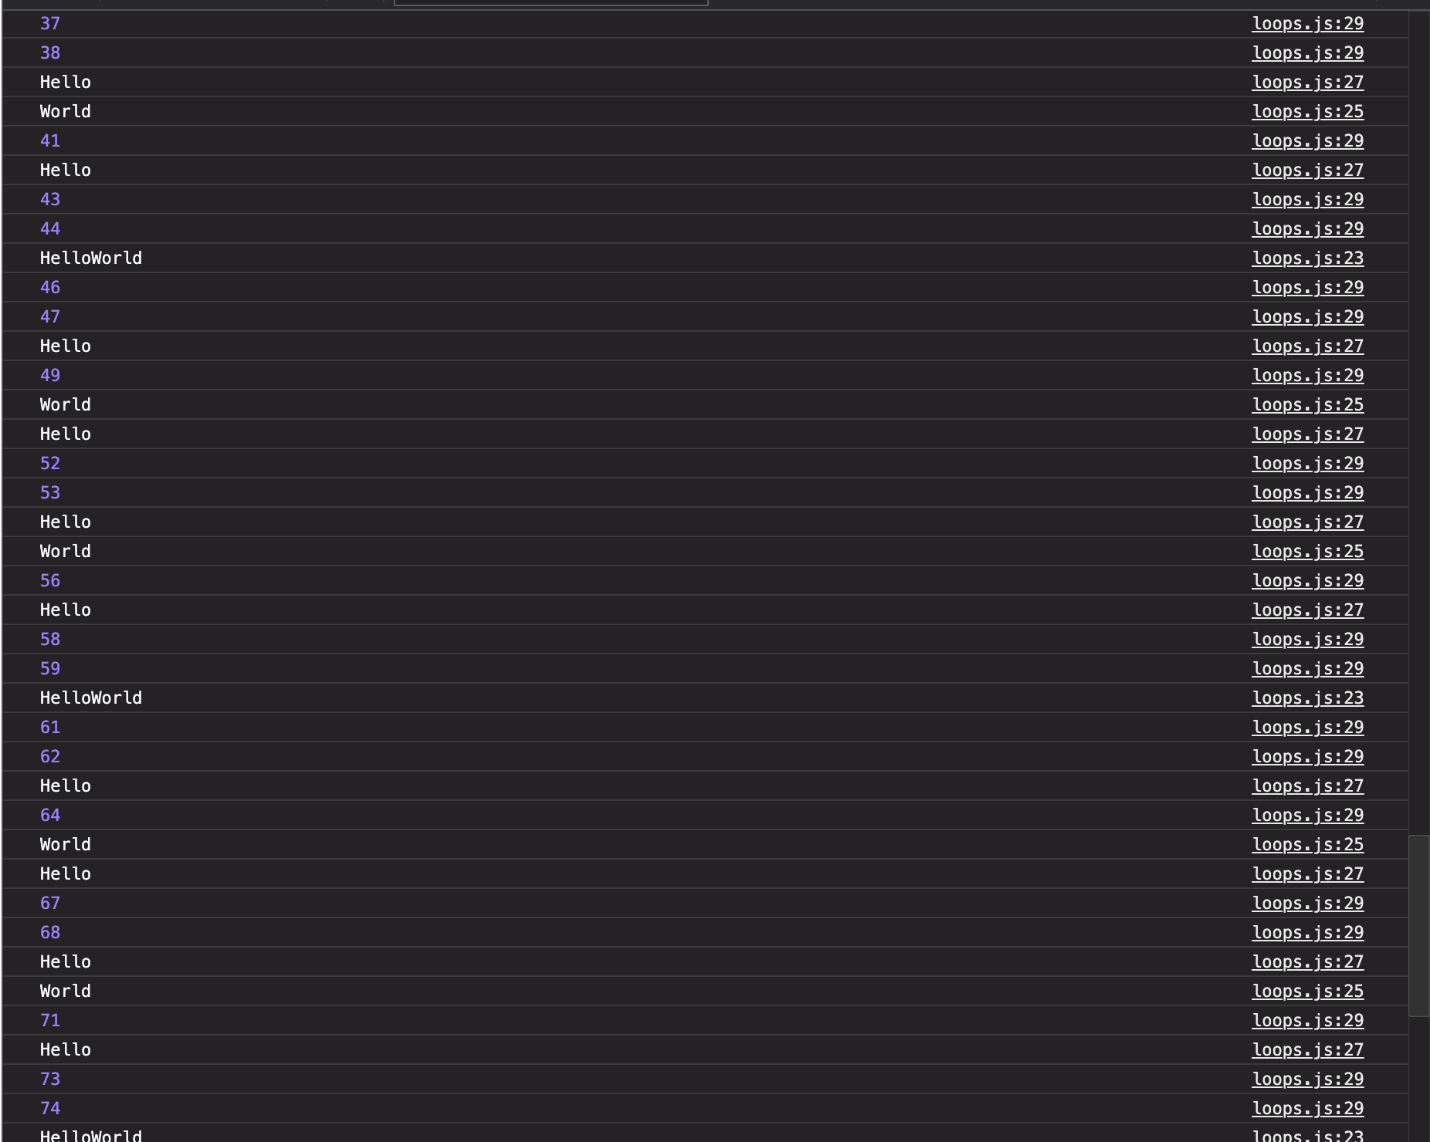 37 loops.js:29
38 loops.js:29
Hello loops.js:27
World loops.js:25
41 loops.js:29
Hello loops.js:27
43 loops.js:29
44 loops.js:29
HelloWorld loops.js:23
46 loops.js:29
47 loops.js:29
Hello loops.js:27
49 loops.js:29
World loops.js:25
Hello loops.js:27
52 loops.js:29
53 loops.js:29
Hello loops.js:27
World loops.js:25
56 loops.js:29
Hello loops.js:27
58 loops.js:29
59 loops.js:29
HelloWorld loops.js:23
61 loops.js:29
62 loops.js:29
Hello loops.js:27
64 loops.js:29
World loops.js:25
Hello loops.js:27
67 loops.js:29
68 loops.js:29
Hello loops.js:27
World loops.js:25
71 loops.js:29
Hello loops.js:27
73 loops.js:29
74 loops.js:29
HelloWorld loops.js:23